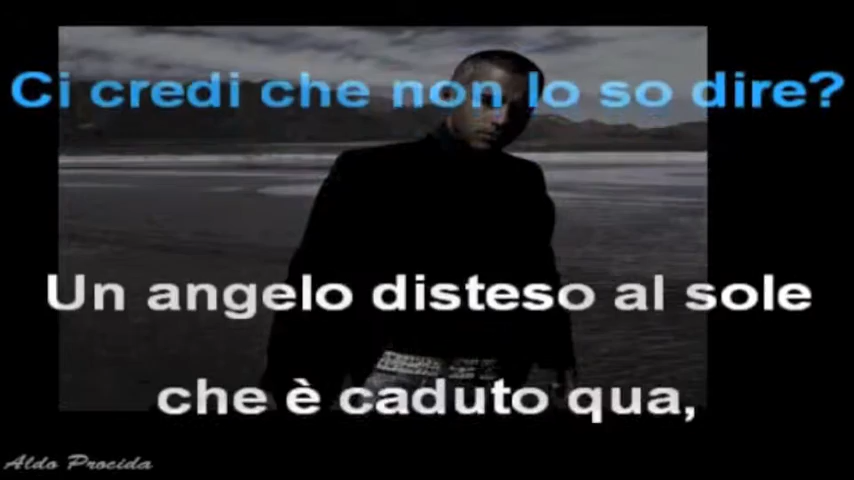 Ci credi che non lo so dire?
Un angelo disteso al sole
che è caduto qua,
Aldo Procida